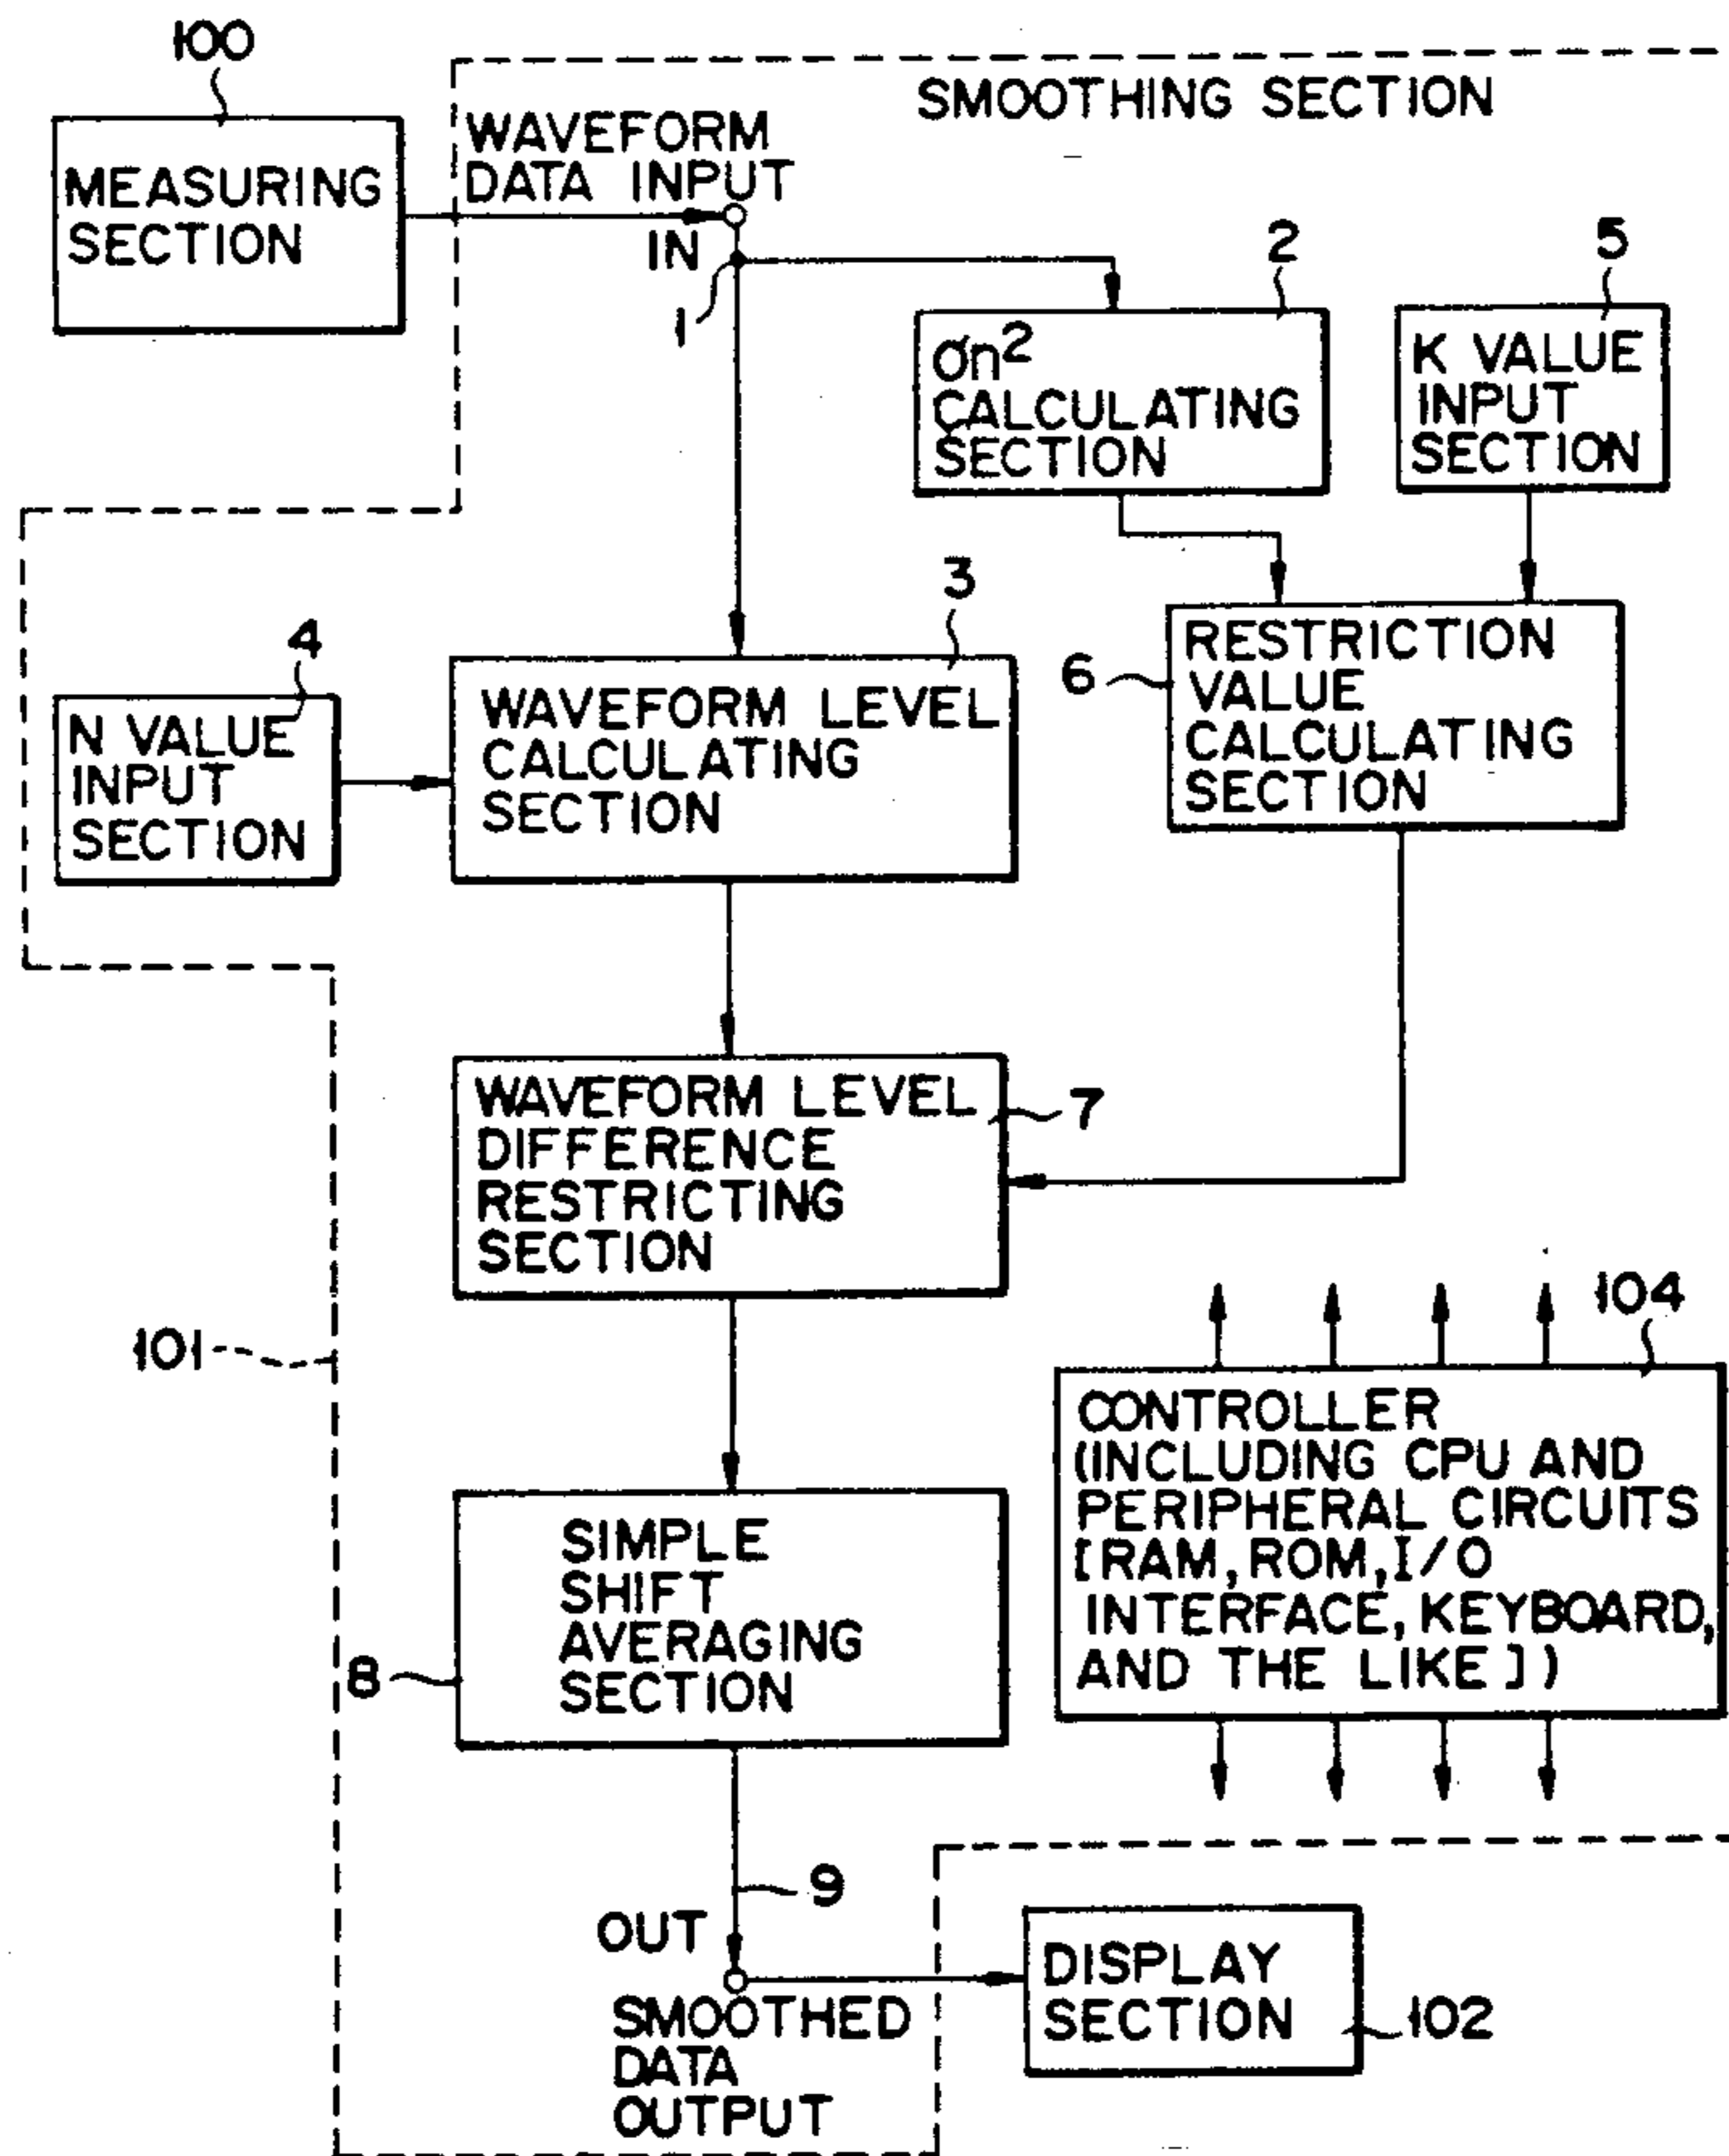 100
SMOOTHING SECTION
MEASURING
SECTION
WAVEFORM
DATA INPUT
IN
1
2
σn²
CALCULATING
SECTION
5
K VALUE
INPUT
SECTION
3
WAVEFORM LEVEL
CALCULATING
SECTION
4
N VALUE
INPUT
SECTION
6
RESTRICTION
VALUE
CALCULATING
SECTION
WAVEFORM LEVEL
DIFFERENCE
RESTRICTING
SECTION
7
101
104
CONTROLLER
(INCLUDING CPU AND
PERIPHERAL CIRCUITS
[RAM, ROM, I/O
INTERFACE, KEYBOARD,
AND THE LIKE])
8
SIMPLE
SHIFT
AVERAGING
SECTION
9
OUT
SMOOTHED
DATA
OUTPUT
DISPLAY
SECTION
102